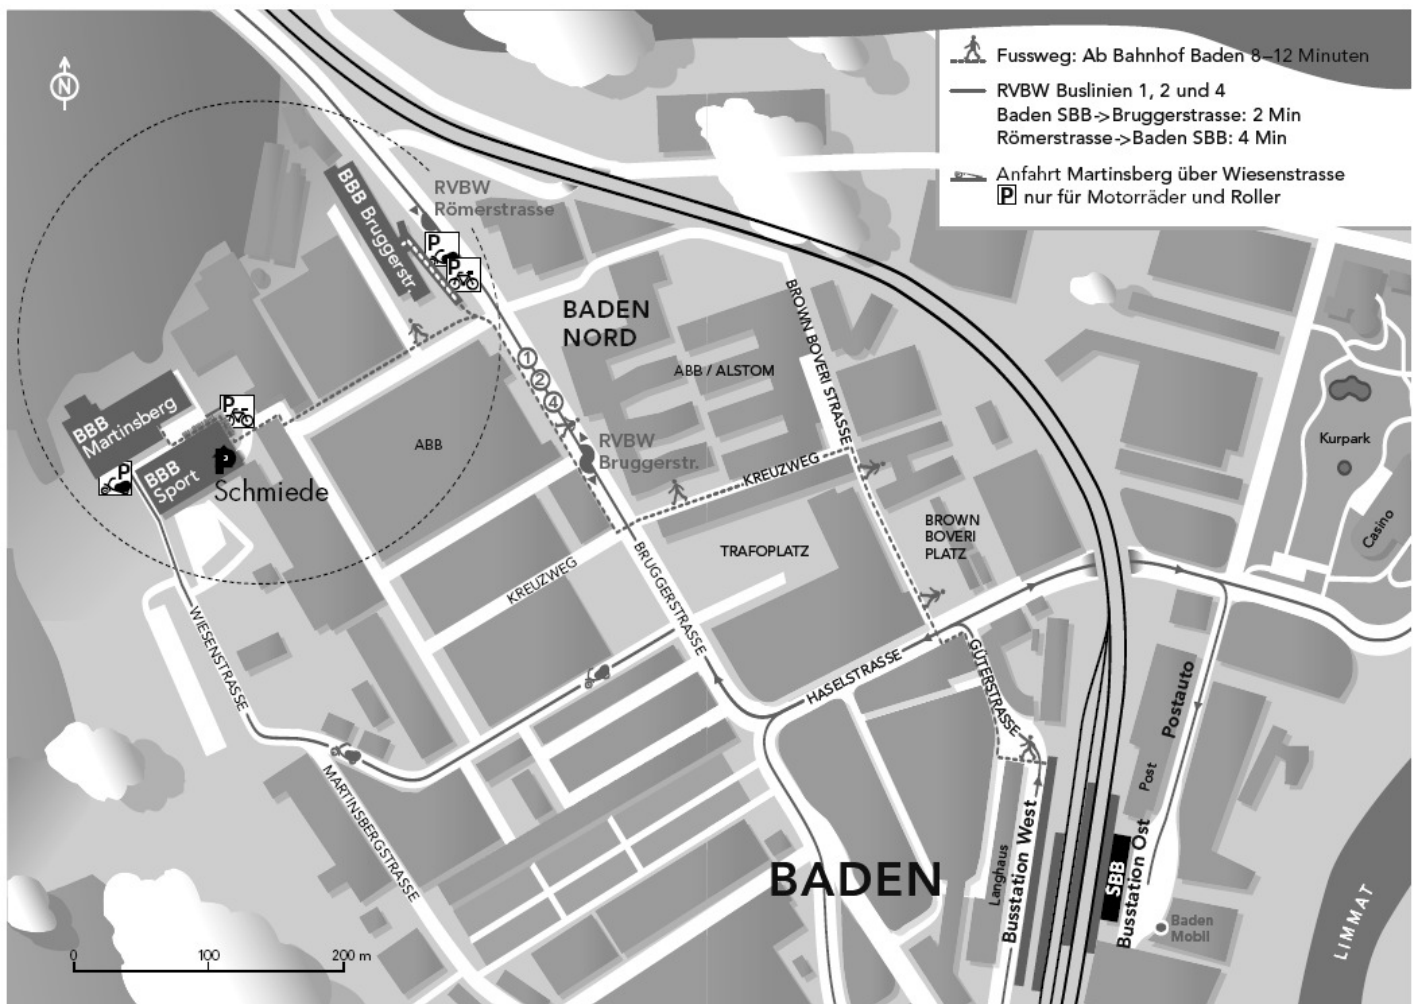 N
Fussweg: Ab Bahnhof Baden 8–12 Minuten
RVBW Buslinien 1, 2 und 4
Baden SBB->Bruggerstrasse: 2 Min
Römerstrasse->Baden SBB: 4 Min
Anfahrt Martinsberg über Wiesenstrasse
P nur für Motorräder und Roller
RVBW
Römerstrasse
BBB Bruggerstr.
P
P
BADEN
NORD
BROWN BOVERI STRASSE
ABB / ALSTOM
1
2
4
BBB
Martinsberg
P
ABB
RVBW
Bruggerstr.
Kurpark
P
BBB
Sport
P
Schmiede
KREUZWEG
Casino
BROWN
BOVERI
PLATZ
TRAFOPLATZ
KREUZWEG
BRUGGERSTRASSE
WIESENSTRASSE
HASELSTRASSE
GÜTERSTRASSE
Postauto
Post
MARTINSBERGSTRASSE
BADEN
Langhaus
Busstation West
SBB
Busstation Ost
Baden
Mobil
LIMMAT
0 100 200 m